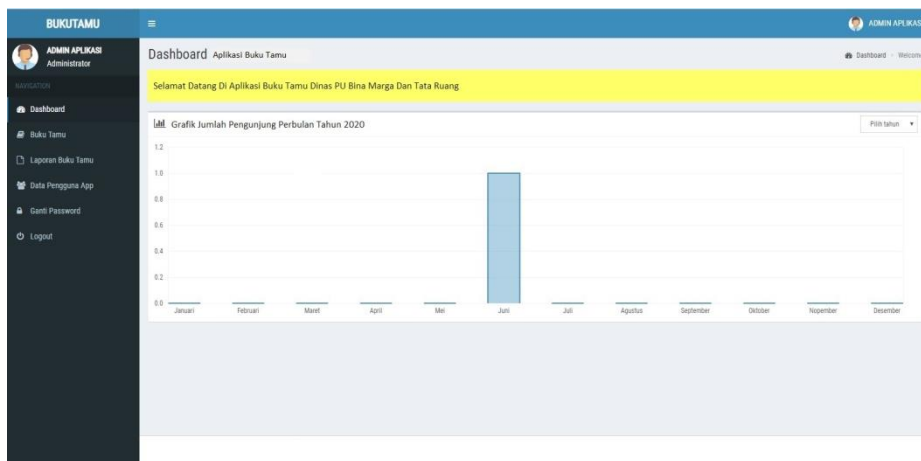 BUKUTAMU
ADMIN APLIKASI
ADMIN APLIKASI
Administrator
NAVIGATION
Dashboard
Buku Tamu
Laporan Buku Tamu
Data Pengguna App
Ganti Password
Logout
Dashboard Aplikasi Buku Tamu
Dashboard Welcome
Selamat Datang Di Aplikasi Buku Tamu Dinas PU Bina Marga Dan Tata Ruang
Grafik Jumlah Pengunjung Perbulan Tahun 2020
Pilih tahun
1.2
1.0
0.8
0.6
0.4
0.2
0.0
Januari Februari Maret April Mei Juni Juli Agustus September Oktober Nopember Desember